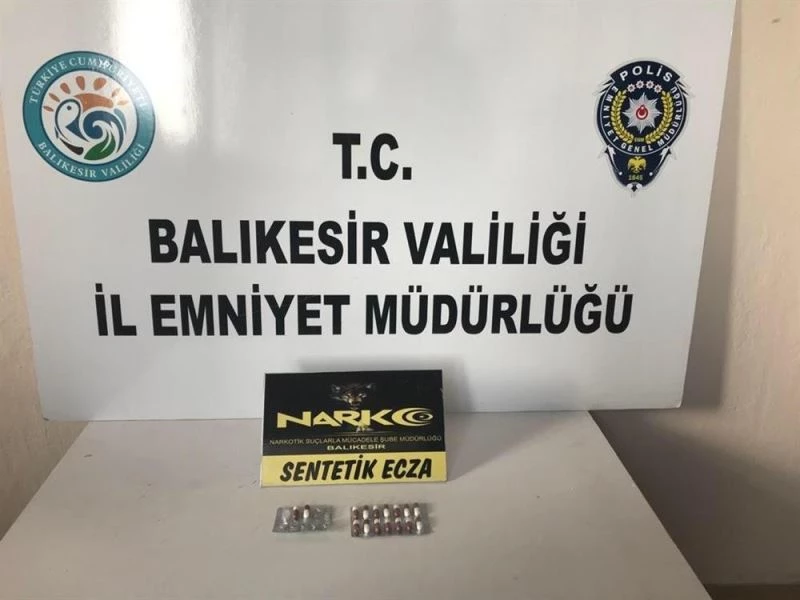 TÜRKİYE CUMHURİYETİ
BALIKESİR VALİLİĞİ
POLİS
EMNİYET GENEL MÜDÜRLÜĞÜ
EGM
1845
T.C.
BALIKESİR VALİLİĞİ
İL EMNİYET MÜDÜRLÜĞÜ
NARKO
NARKOTİK SUÇLARLA MÜCADELE ŞUBE MÜDÜRLÜĞÜ
BALIKESİR
SENTETİK ECZA